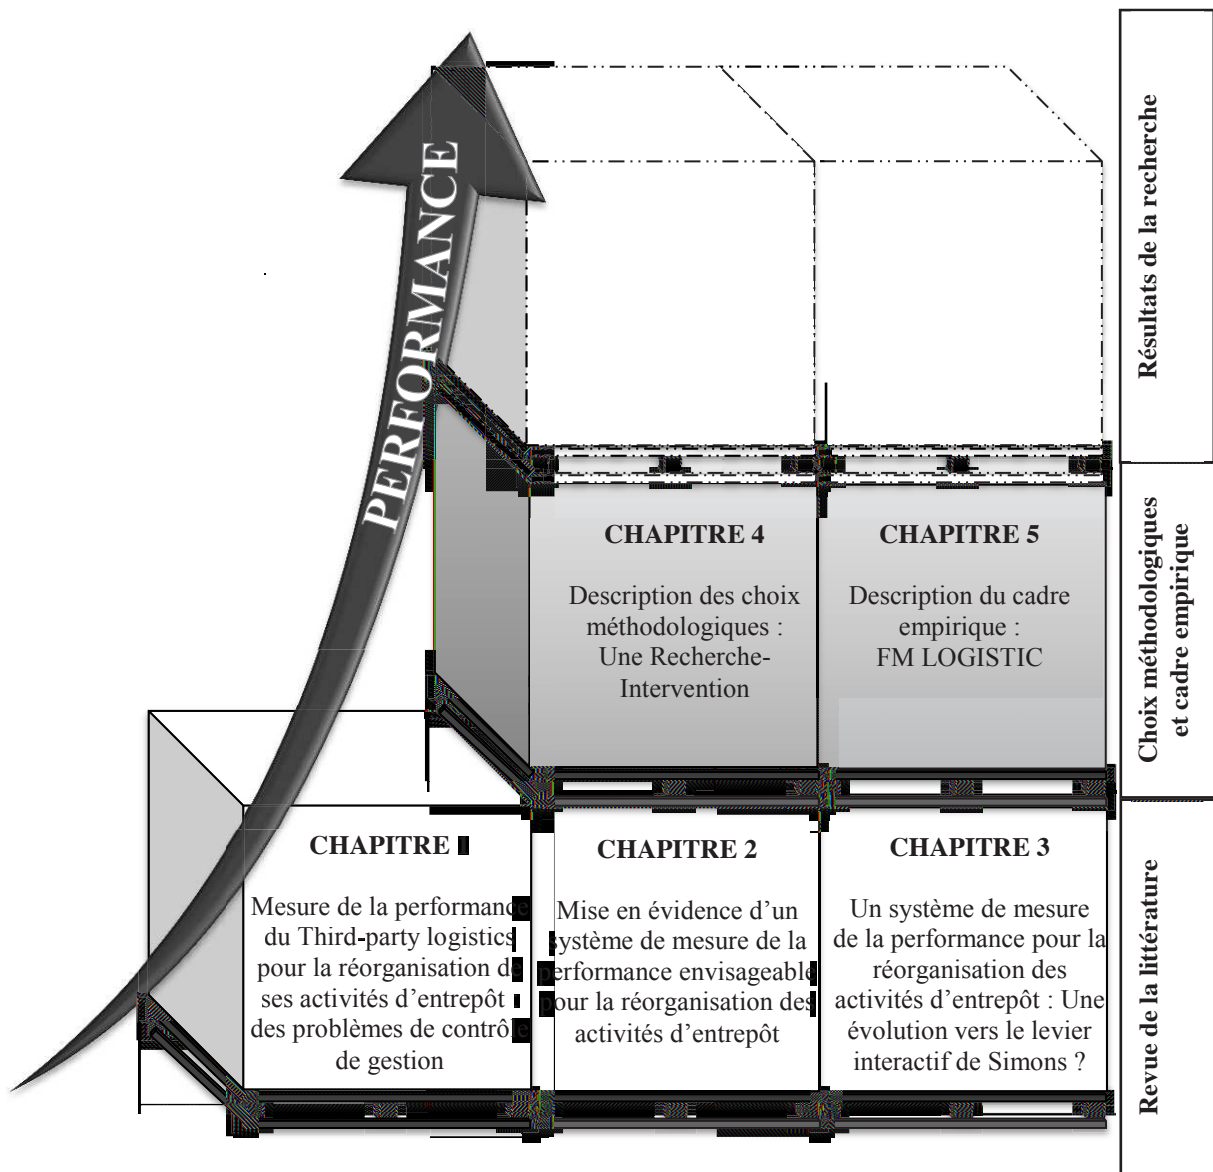 PERFORMANCE
Résultats de la recherche
CHAPITRE 4
Description des choix
méthodologiques :
Une Recherche-
Intervention
CHAPITRE 5
Description du cadre
empirique :
FM LOGISTIC
Choix méthodologiques
et cadre empirique
CHAPITRE
Mesure de la performance
du Third-party logistics
pour la réorganisation de
ses activités d’entrepôt
des problèmes de contrôle
de gestion
CHAPITRE 2
Mise en évidence d’un
système de mesure de la
performance envisageable
pour la réorganisation des
activités d’entrepôt
CHAPITRE 3
Un système de mesure
de la performance pour la
réorganisation des
activités d’entrepôt : Une
évolution vers le levier
interactif de Simons ?
Revue de la littérature